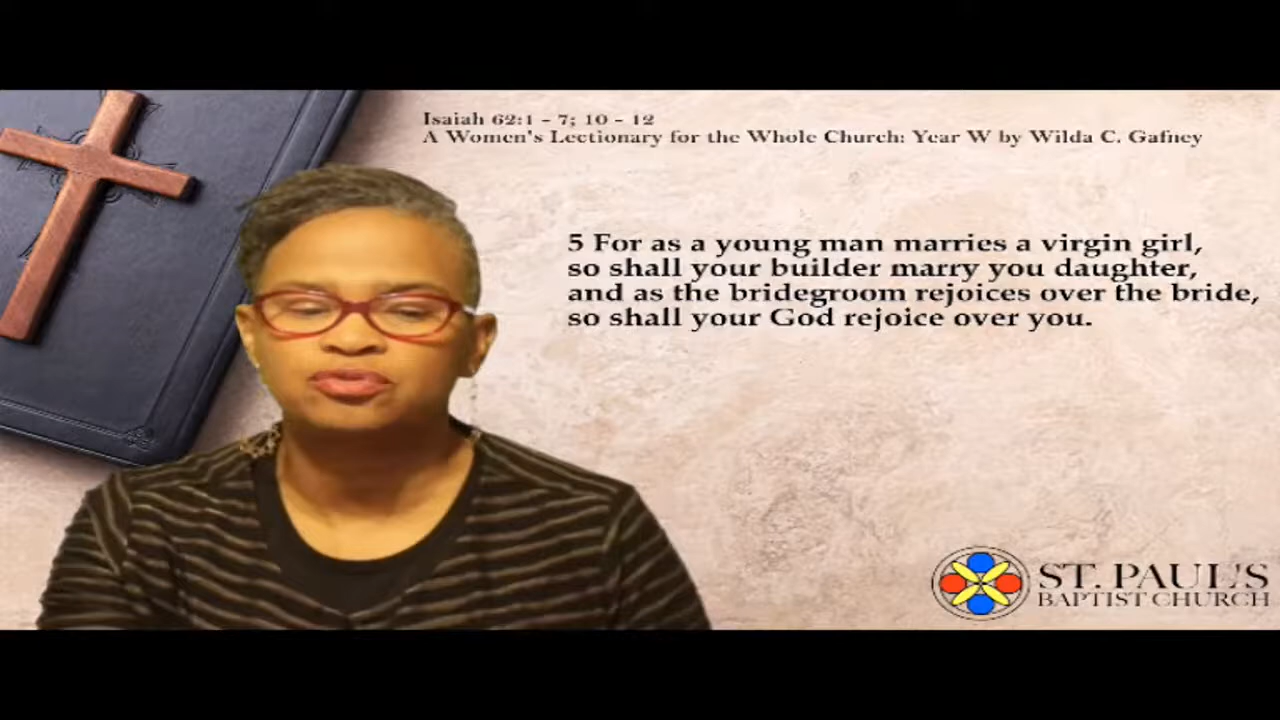 Isaiah 62:1 - 7; 10 - 12
A Women's Lectionary for the Whole Church: Year W by Wilda C. Gafney
5 For as a young man marries a virgin girl,
so shall your builder marry you daughter,
and as the bridegroom rejoices over the bride,
so shall your God rejoice over you.
ST. PAUL'S
BAPTIST CHURCH